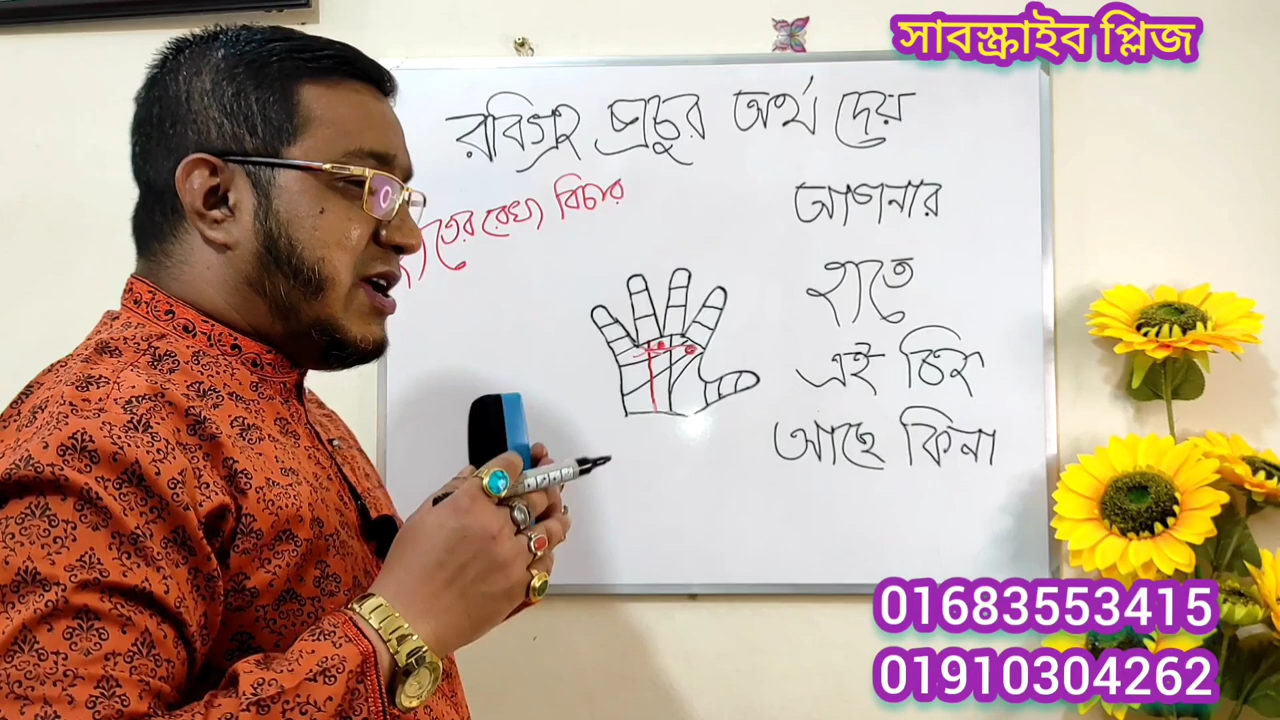 সাবস্ক্রাইব প্লিজ
রবিগ্রহ প্রচুর অর্থ দেয়
তের রেখা বিচার
আপনার
হাতে
এই চিহ্ন
আছে কিনা
01683553415
01910304262